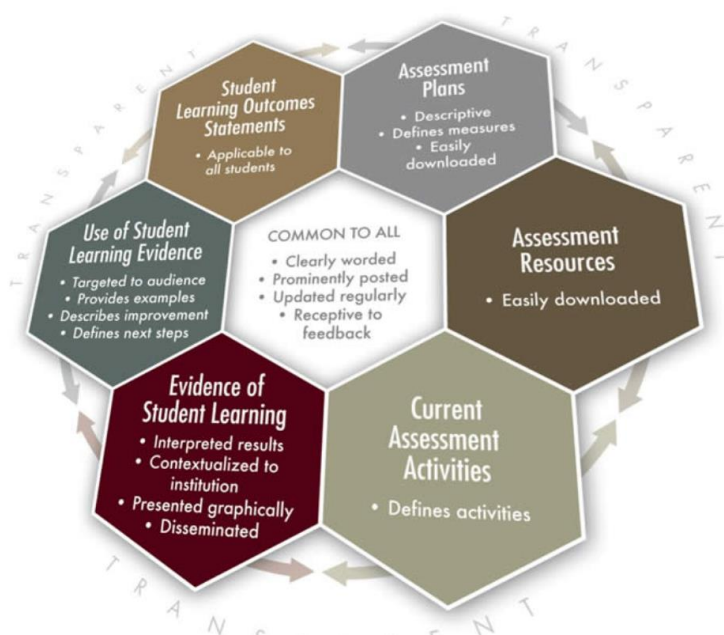 TRANSPARENT
TRANSPARENT
Student
Learning Outcomes
Statements
• Applicable to
all students
Assessment
Plans
• Descriptive
• Defines measures
• Easily
downloaded
Use of Student
Learning Evidence
• Targeted to audience
• Provides examples
• Describes improvement
• Defines next steps
COMMON TO ALL
• Clearly worded
• Prominently posted
• Updated regularly
• Receptive to
feedback
Assessment
Resources
• Easily downloaded
Evidence of
Student Learning
• Interpreted results
• Contextualized to
institution
• Presented graphically
• Disseminated
Current
Assessment
Activities
• Defines activities